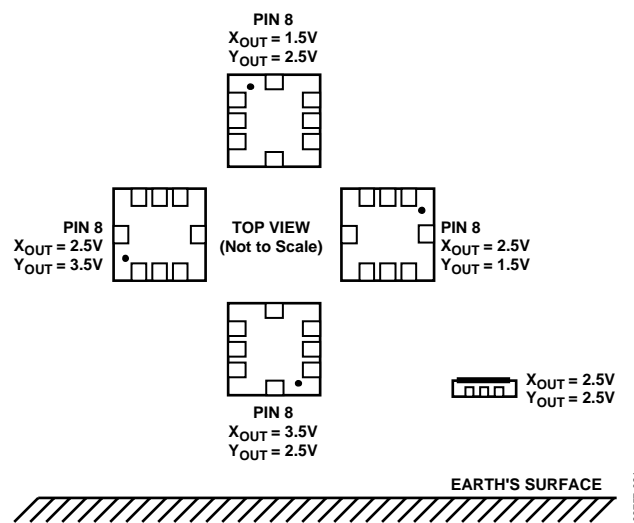 PIN 8
XOUT = 1.5V
YOUT = 2.5V
PIN 8
XOUT = 2.5V
YOUT = 3.5V
TOP VIEW
(Not to Scale)
PIN 8
XOUT = 2.5V
YOUT = 1.5V
PIN 8
XOUT = 3.5V
YOUT = 2.5V
XOUT = 2.5V
YOUT = 2.5V
EARTH'S SURFACE